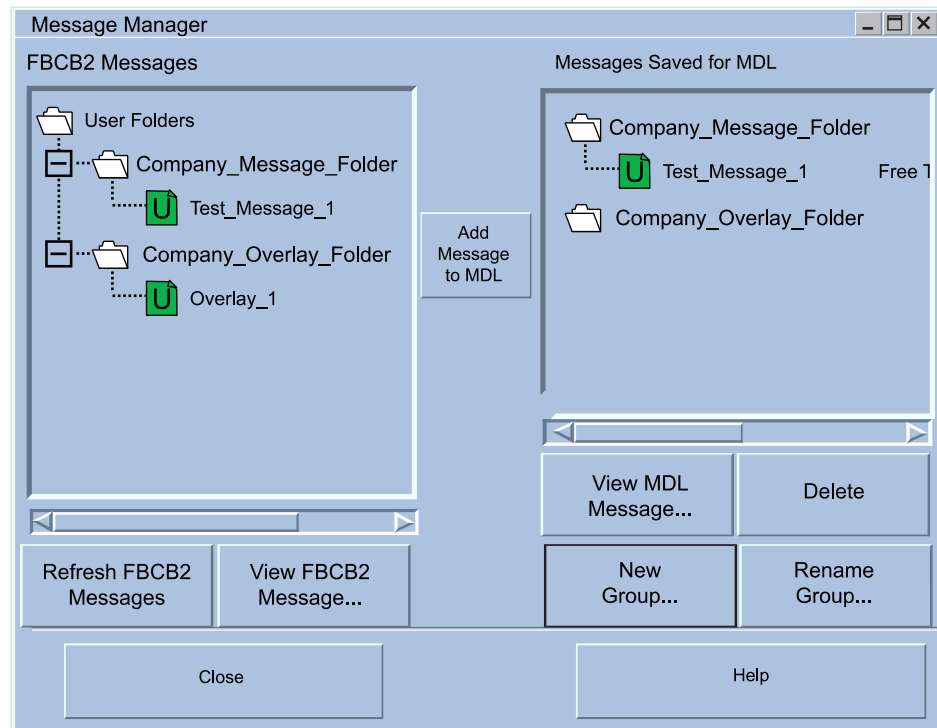 Message Manager
FBCB2 Messages
Messages Saved for MDL
User Folders
Company_Message_Folder
U Test_Message_1
Company_Overlay_Folder
U Overlay_1
Add
Message
to MDL
Company_Message_Folder
U Test_Message_1 Free T
Company_Overlay_Folder
View MDL
Message...
Delete
Refresh FBCB2
Messages
View FBCB2
Message...
New
Group...
Rename
Group...
Close
Help